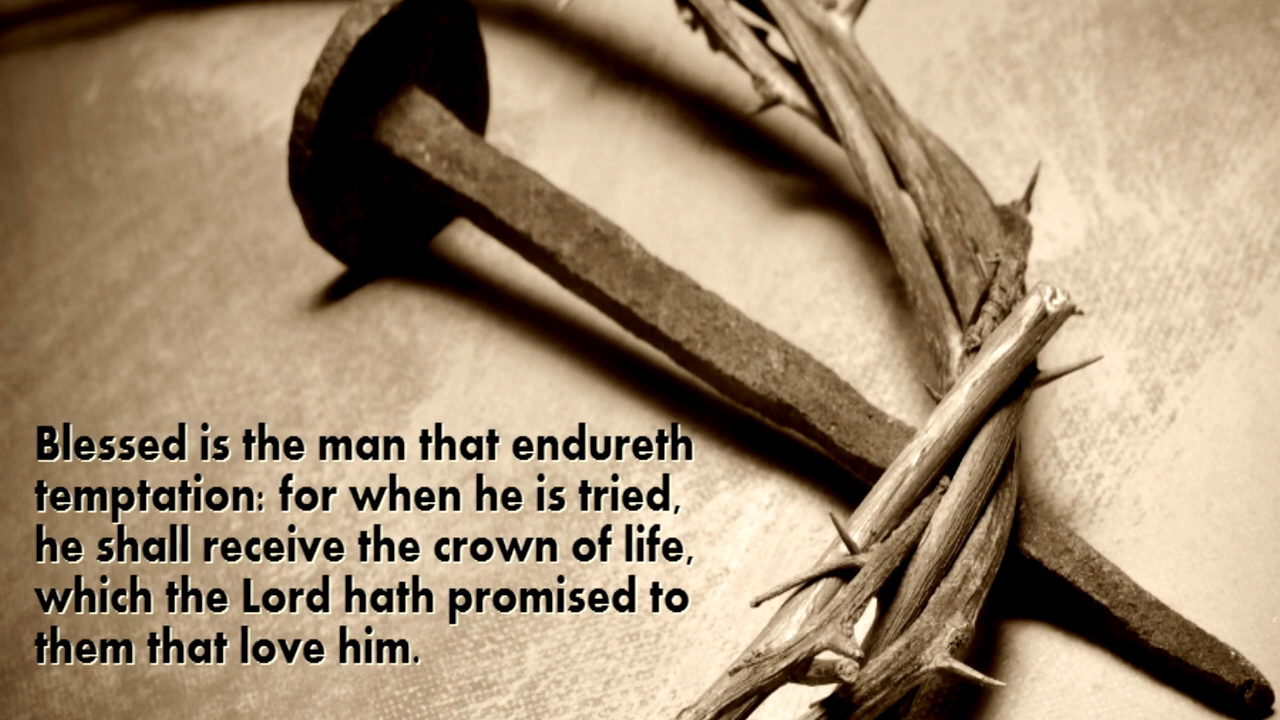 Blessed is the man that endureth
temptation: for when he is tried,
he shall receive the crown of life,
which the Lord hath promised to
them that love him.